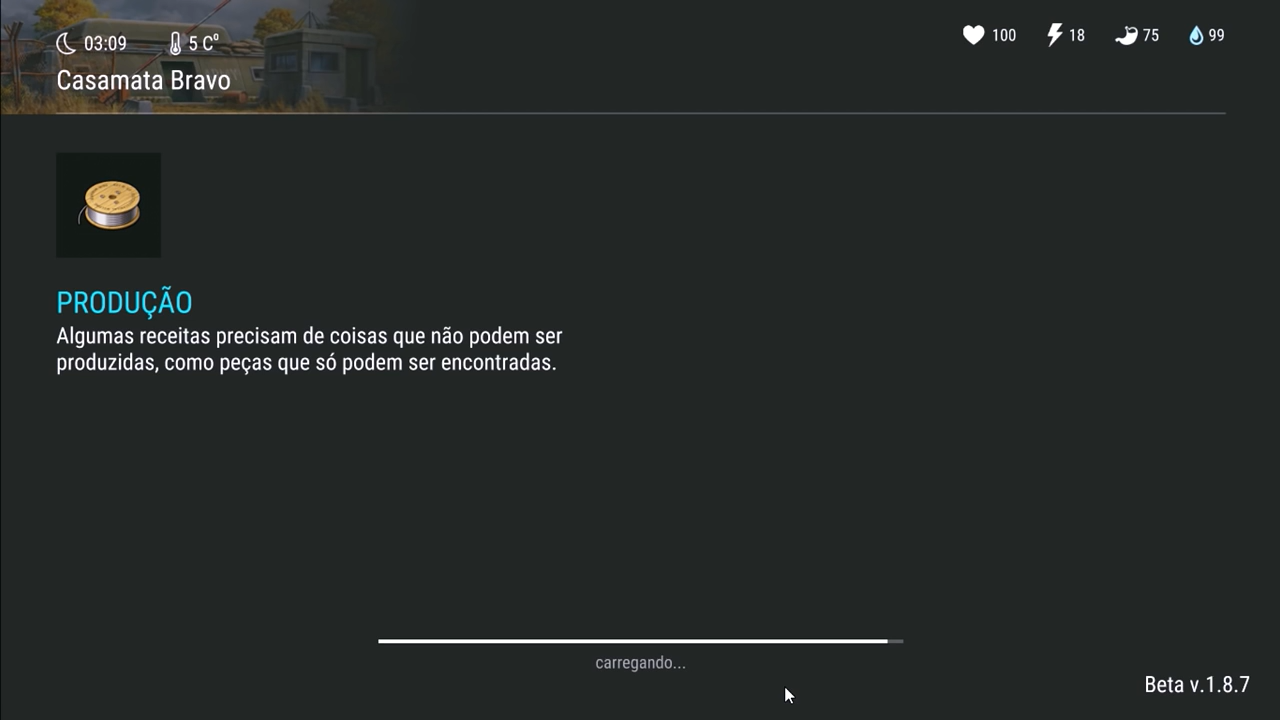 03:09
5 Cº
100
18
75
99
Casamata Bravo
PRODUÇÃO
Algumas receitas precisam de coisas que não podem ser
produzidas, como peças que só podem ser encontradas.
carregando...
Beta v.1.8.7